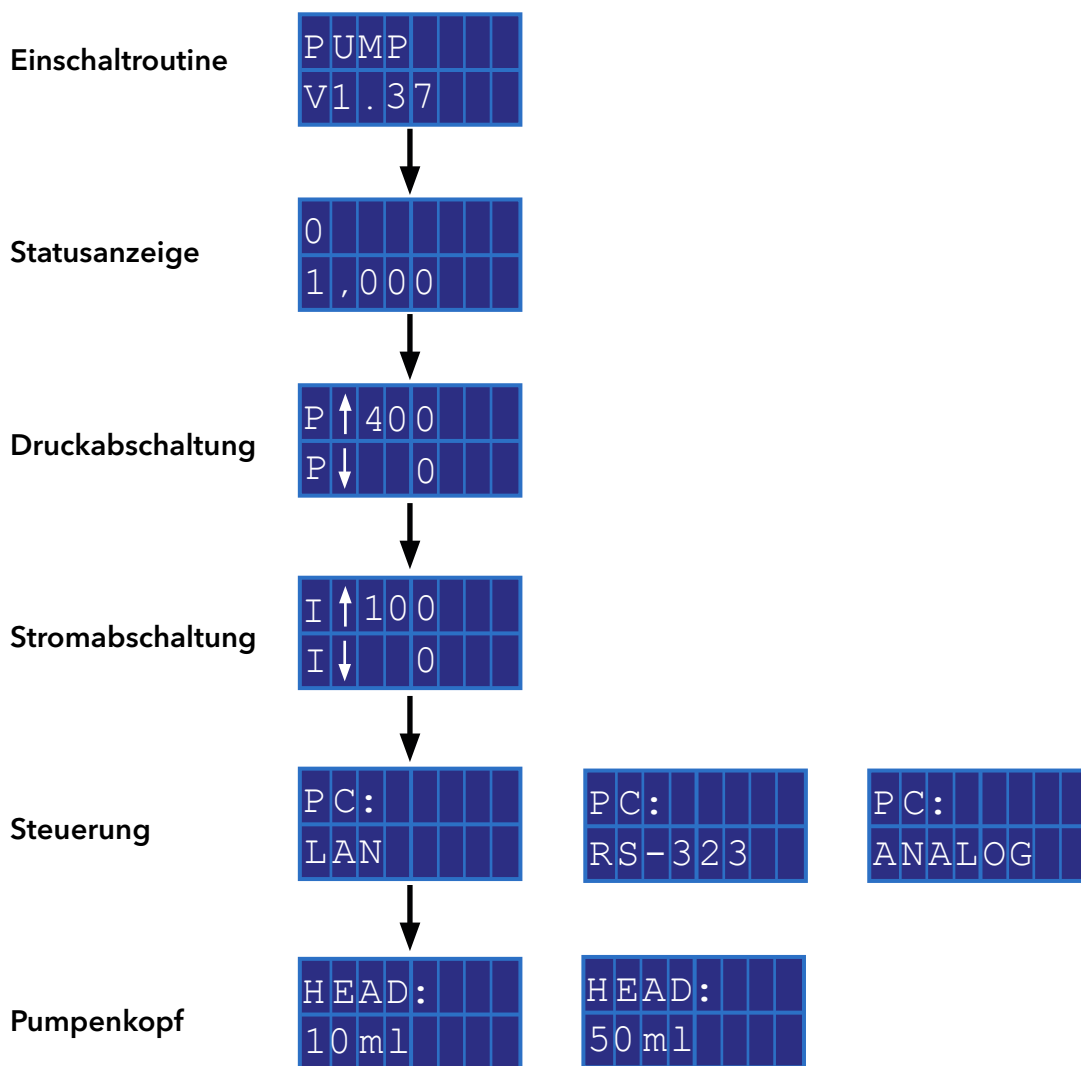 Einschaltroutine
PUMP
V1.37
Statusanzeige
0
1,000
Druckabschaltung
P↑400
P↓ 0
Stromabschaltung
I↑100
I↓ 0
Steuerung
PC:
LAN
PC:
RS-323
PC:
ANALOG
Pumpenkopf
HEAD:
10ml
HEAD:
50ml